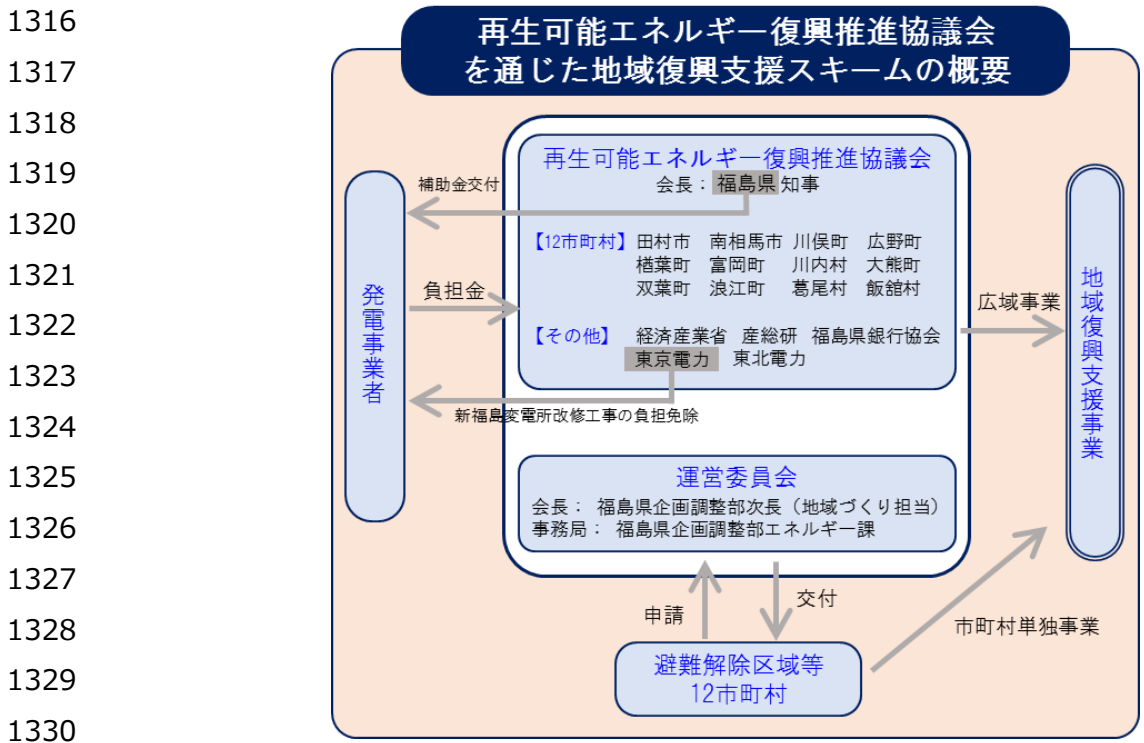 1316
1317
1318
1319
1320
1321
1322
1323
1324
1325
1326
1327
1328
1329
1330
再生可能エネルギー復興推進協議会
を通じた地域復興支援スキームの概要
再生可能エネルギー復興推進協議会
会長：福島県知事
補助金交付
【12市町村】田村市 南相馬市 川俣町 広野町
楢葉町 富岡町 川内村 大熊町
双葉町 浪江町 葛尾村 飯舘村
発電事業者
負担金
【その他】 経済産業省 産総研 福島県銀行協会
東京電力 東北電力
新福島変電所改修工事の負担免除
広域事業
地域復興支援事業
運営委員会
会長： 福島県企画調整部次長（地域づくり担当）
事務局： 福島県企画調整部エネルギー課
申請
交付
市町村単独事業
避難解除区域等
12市町村